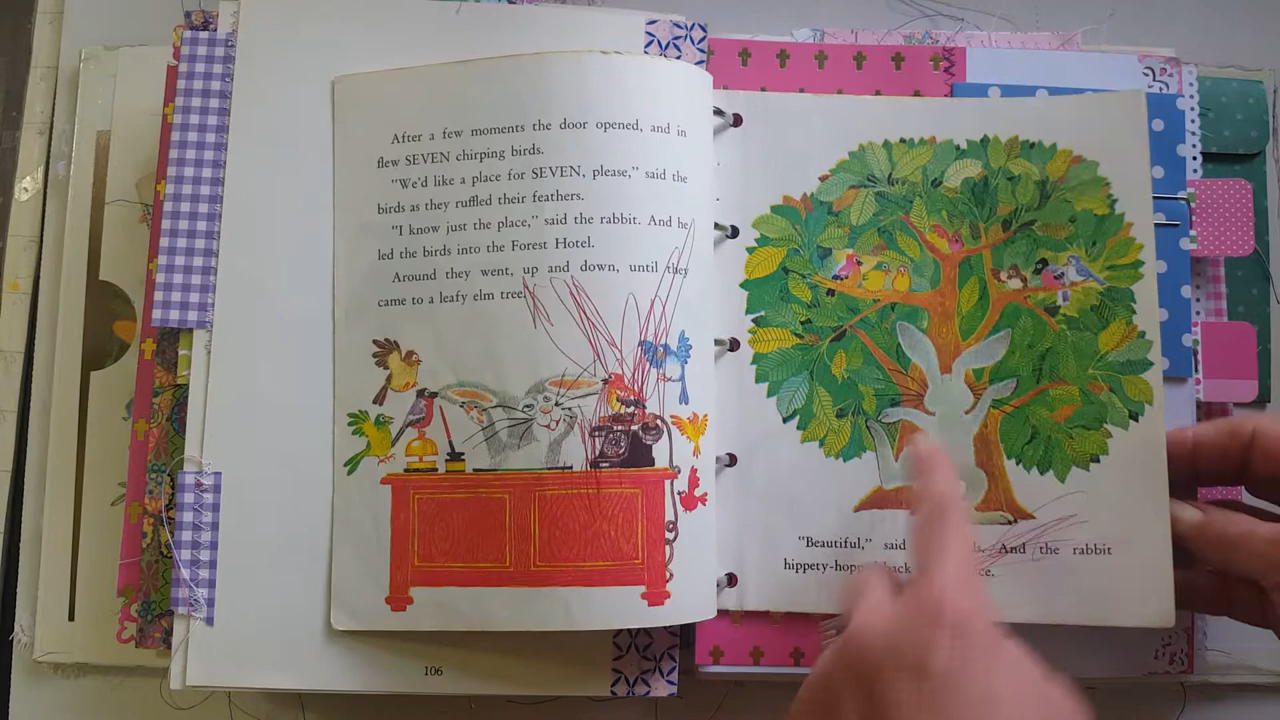 After a few moments the door opened, and in
flew SEVEN chirping birds.
"We'd like a place for SEVEN, please," said the
birds as they ruffled their feathers.
"I know just the place," said the rabbit. And he
led the birds into the Forest Hotel.
Around they went, up and down, until they
came to a leafy elm tree.
106
"Beautiful," said And the rabbit
hippety-hopped back